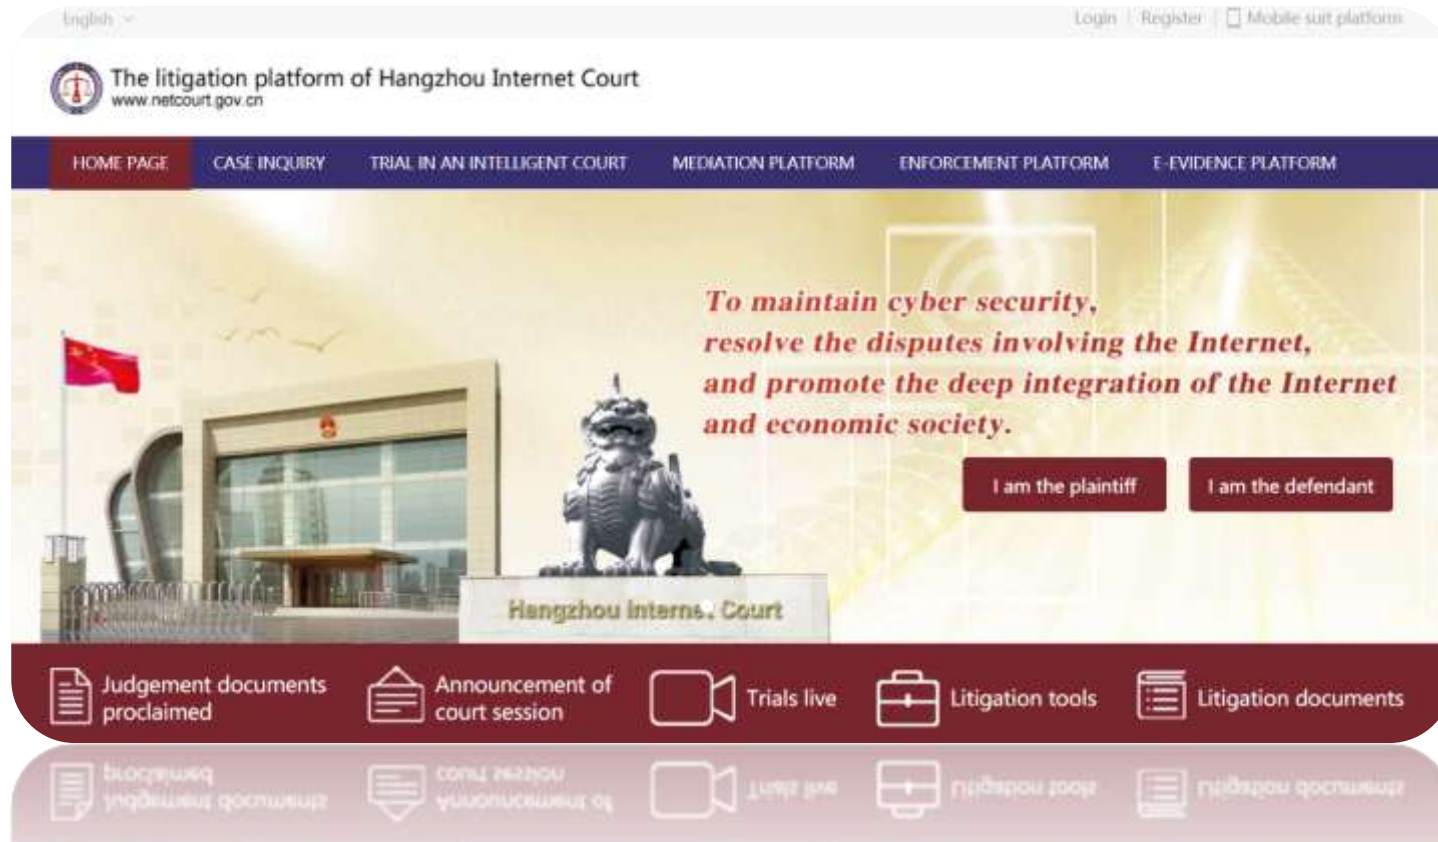 English
Login | Register | Mobile suit platform
The litigation platform of Hangzhou Internet Court
www.netcourt.gov.cn
HOME PAGE CASE INQUIRY TRIAL IN AN INTELLIGENT COURT MEDIATION PLATFORM ENFORCEMENT PLATFORM E-EVIDENCE PLATFORM
To maintain cyber security,
resolve the disputes involving the Internet,
and promote the deep integration of the Internet
and economic society.
I am the plaintiff
I am the defendant
Hangzhou Internet Court
Judgement documents
proclaimed
Announcement of
court session
Trials live
Litigation tools
Litigation documents